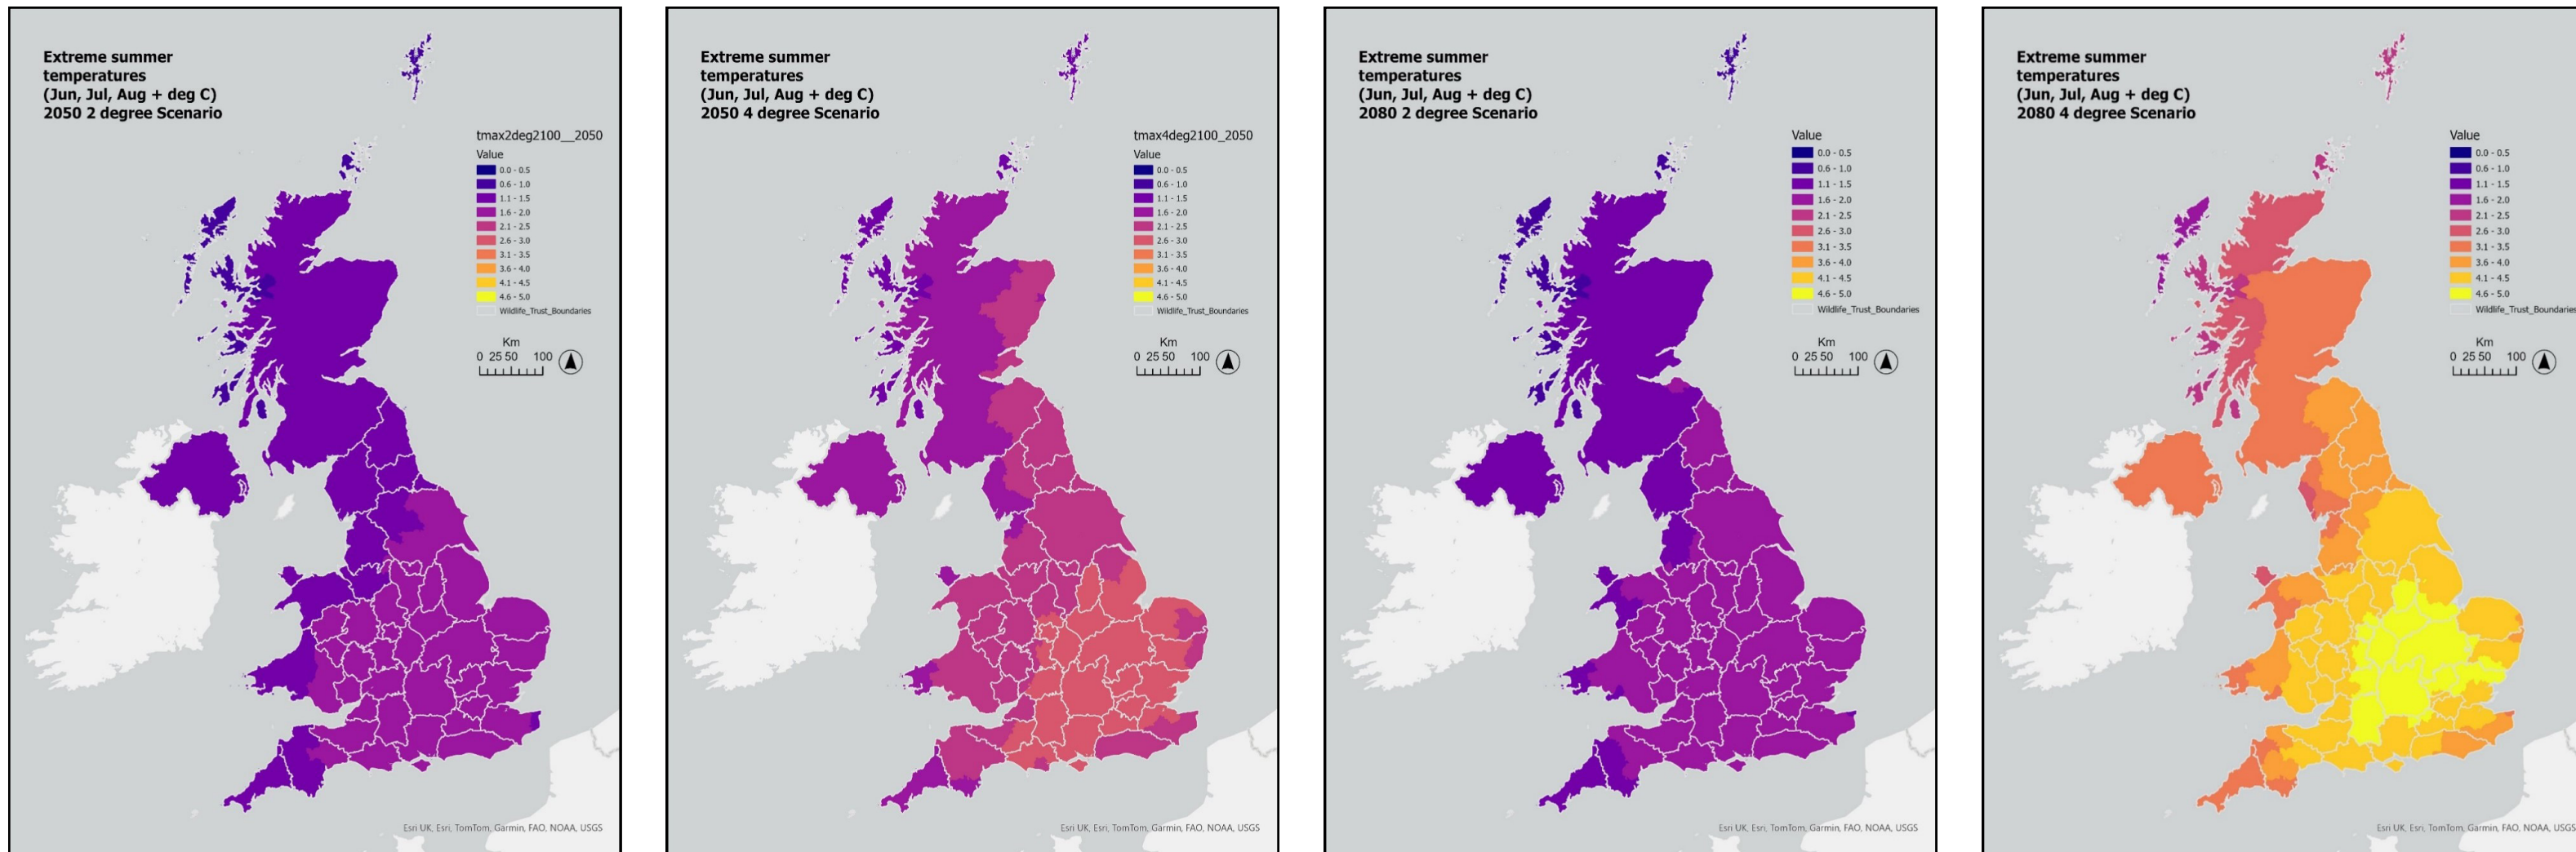 Extreme summer
temperatures
(Jun, Jul, Aug + deg C)
2050 2 degree Scenario
tmax2deg2100__2050
Value
0.0 - 0.5
0.6 - 1.0
1.1 - 1.5
1.6 - 2.0
2.1 - 2.5
2.6 - 3.0
3.1 - 3.5
3.6 - 4.0
4.1 - 4.5
4.6 - 5.0
Wildlife_Trust_Boundaries
Km
0 25 50 100
Esri UK, Esri, TomTom, Garmin, FAO, NOAA, USGS
Extreme summer
temperatures
(Jun, Jul, Aug + deg C)
2050 4 degree Scenario
tmax4deg2100_2050
Value
0.0 - 0.5
0.6 - 1.0
1.1 - 1.5
1.6 - 2.0
2.1 - 2.5
2.6 - 3.0
3.1 - 3.5
3.6 - 4.0
4.1 - 4.5
4.6 - 5.0
Wildlife_Trust_Boundaries
Km
0 25 50 100
Esri UK, Esri, TomTom, Garmin, FAO, NOAA, USGS
Extreme summer
temperatures
(Jun, Jul, Aug + deg C)
2080 2 degree Scenario
Value
0.0 - 0.5
0.6 - 1.0
1.1 - 1.5
1.6 - 2.0
2.1 - 2.5
2.6 - 3.0
3.1 - 3.5
3.6 - 4.0
4.1 - 4.5
4.6 - 5.0
Wildlife_Trust_Boundaries
Km
0 25 50 100
Esri UK, Esri, TomTom, Garmin, FAO, NOAA, USGS
Extreme summer
temperatures
(Jun, Jul, Aug + deg C)
2080 4 degree Scenario
Value
0.0 - 0.5
0.6 - 1.0
1.1 - 1.5
1.6 - 2.0
2.1 - 2.5
2.6 - 3.0
3.1 - 3.5
3.6 - 4.0
4.1 - 4.5
4.6 - 5.0
Wildlife_Trust_Boundaries
Km
0 25 50 100
Esri UK, Esri, TomTom, Garmin, FAO, NOAA, USGS